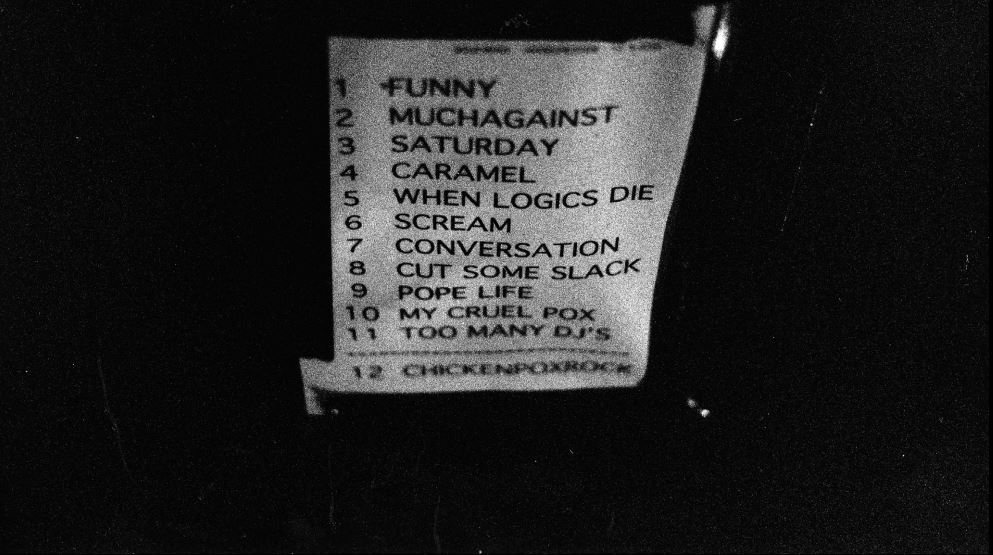 1 FUNNY
2 MUCHAGAINST
3 SATURDAY
4 CARAMEL
5 WHEN LOGICS DIE
6 SCREAM
7 CONVERSATION
8 CUT SOME SLACK
9 POPE LIFE
10 MY CRUEL POX
11 TOO MANY DJ'S
12 CHICKENPOXROCK